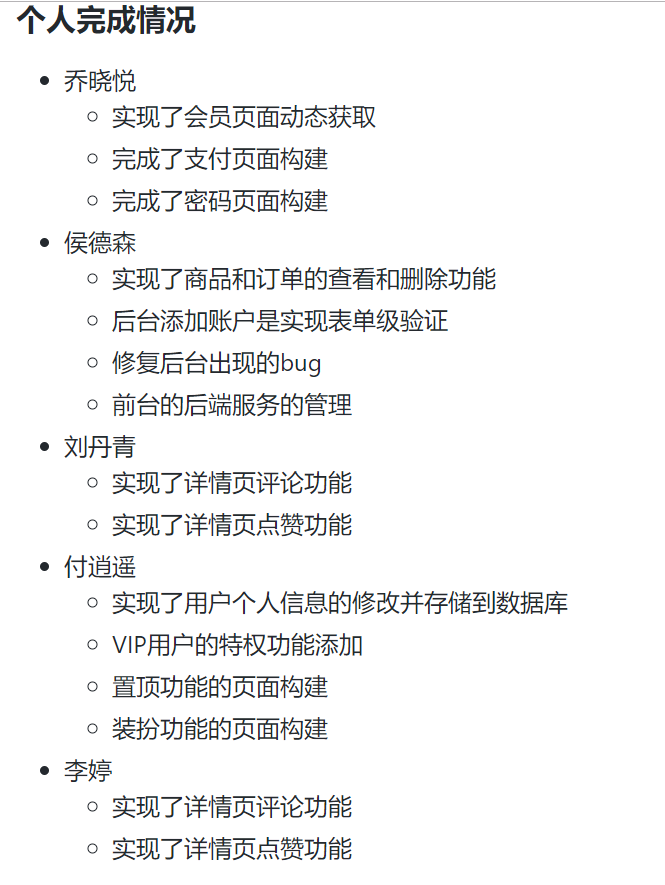 个人完成情况
乔晓悦
实现了会员页面动态获取
完成了支付页面构建
完成了密码页面构建
侯德森
实现了商品和订单的查看和删除功能
后台添加账户是实现表单级验证
修复后台出现的bug
前台的后端服务的管理
刘丹青
实现了详情页评论功能
实现了详情页点赞功能
付逍遥
实现了用户个人信息的修改并存储到数据库
VIP用户的特权功能添加
置顶功能的页面构建
装扮功能的页面构建
李婷
实现了详情页评论功能
实现了详情页点赞功能